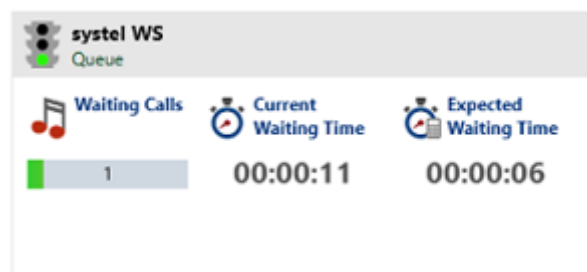 systel WS
Queue
Waiting Calls
Current
Waiting Time
Expected
Waiting Time
1
00:00:11
00:00:06